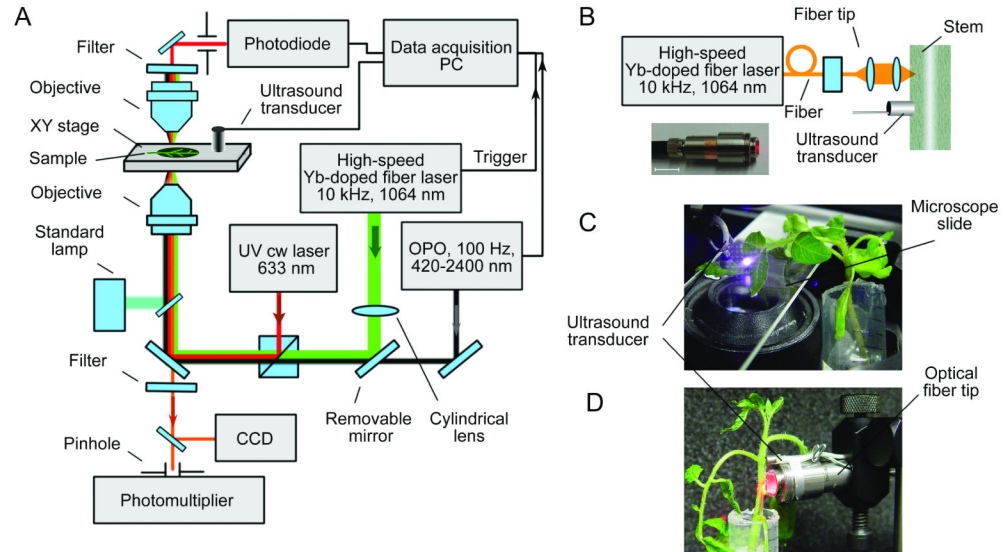 A
Filter
Objective
XY stage
Sample
Objective
Standard
lamp
Filter
Pinhole
Photomultiplier
CCD
Photodiode
Data acquisition
PC
Ultrasound
transducer
High-speed
Yb-doped fiber laser
10 kHz, 1064 nm
Trigger
UV cw laser
633 nm
OPO, 100 Hz,
420-2400 nm
Removable
mirror
Cylindrical
lens
B
High-speed
Yb-doped fiber laser
10 kHz, 1064 nm
Fiber tip
Stem
Fiber
Ultrasound
transducer
C
Microscope
slide
Ultrasound
transducer
D
Optical
fiber tip